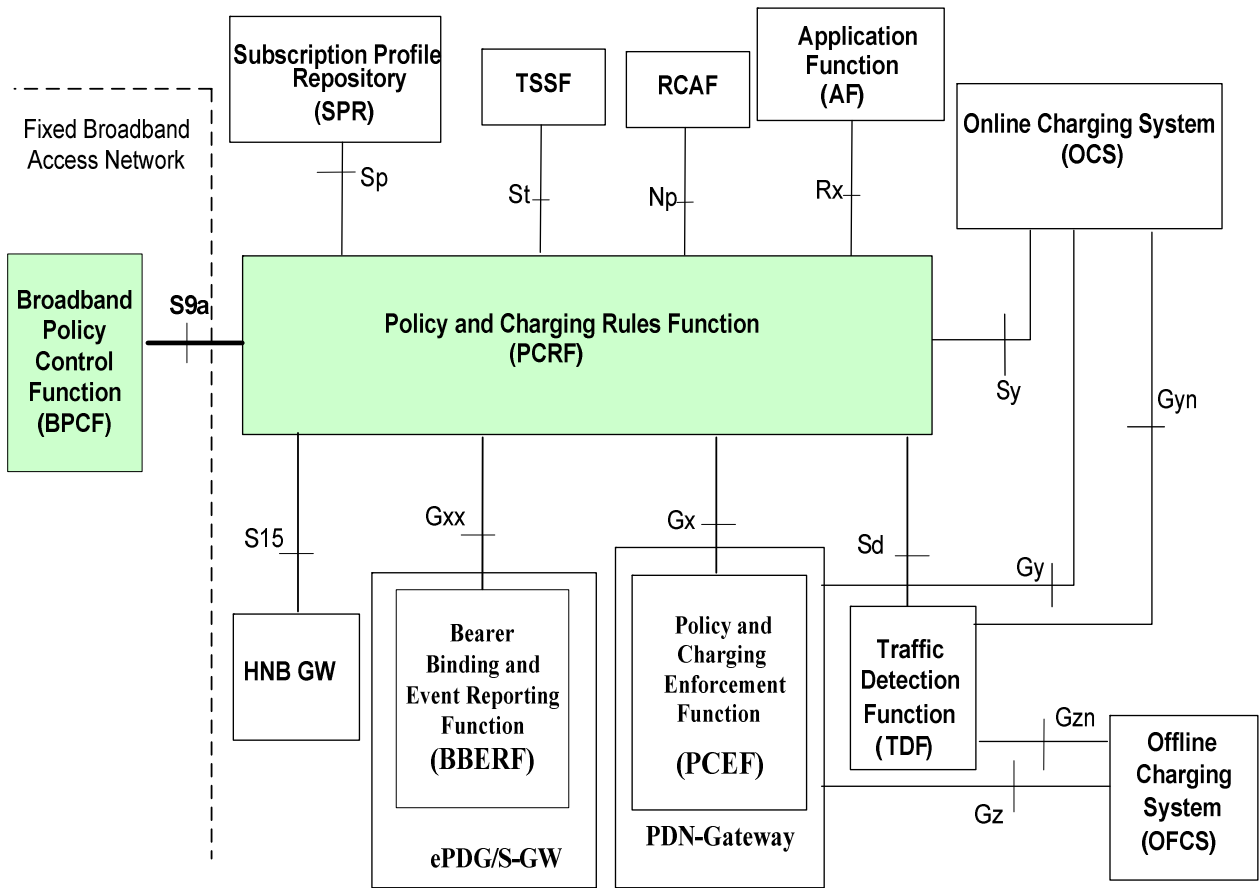 Subscription Profile
Repository
(SPR)
TSSF
RCAF
Application
Function
(AF)
Online Charging System
(OCS)
Fixed Broadband
Access Network
Sp
St
Np
Rx
Broadband
Policy
Control
Function
(BPCF)
S9a
Policy and Charging Rules Function
(PCRF)
Sy
Gyn
S15
Gxx
Gx
Sd
Gy
HNB GW
Bearer
Binding and
Event Reporting
Function
(BBERF)
ePDG/S-GW
Policy and
Charging
Enforcement
Function
(PCEF)
PDN-Gateway
Traffic
Detection
Function
(TDF)
Gzn
Gz
Offline
Charging
System
(OFCS)